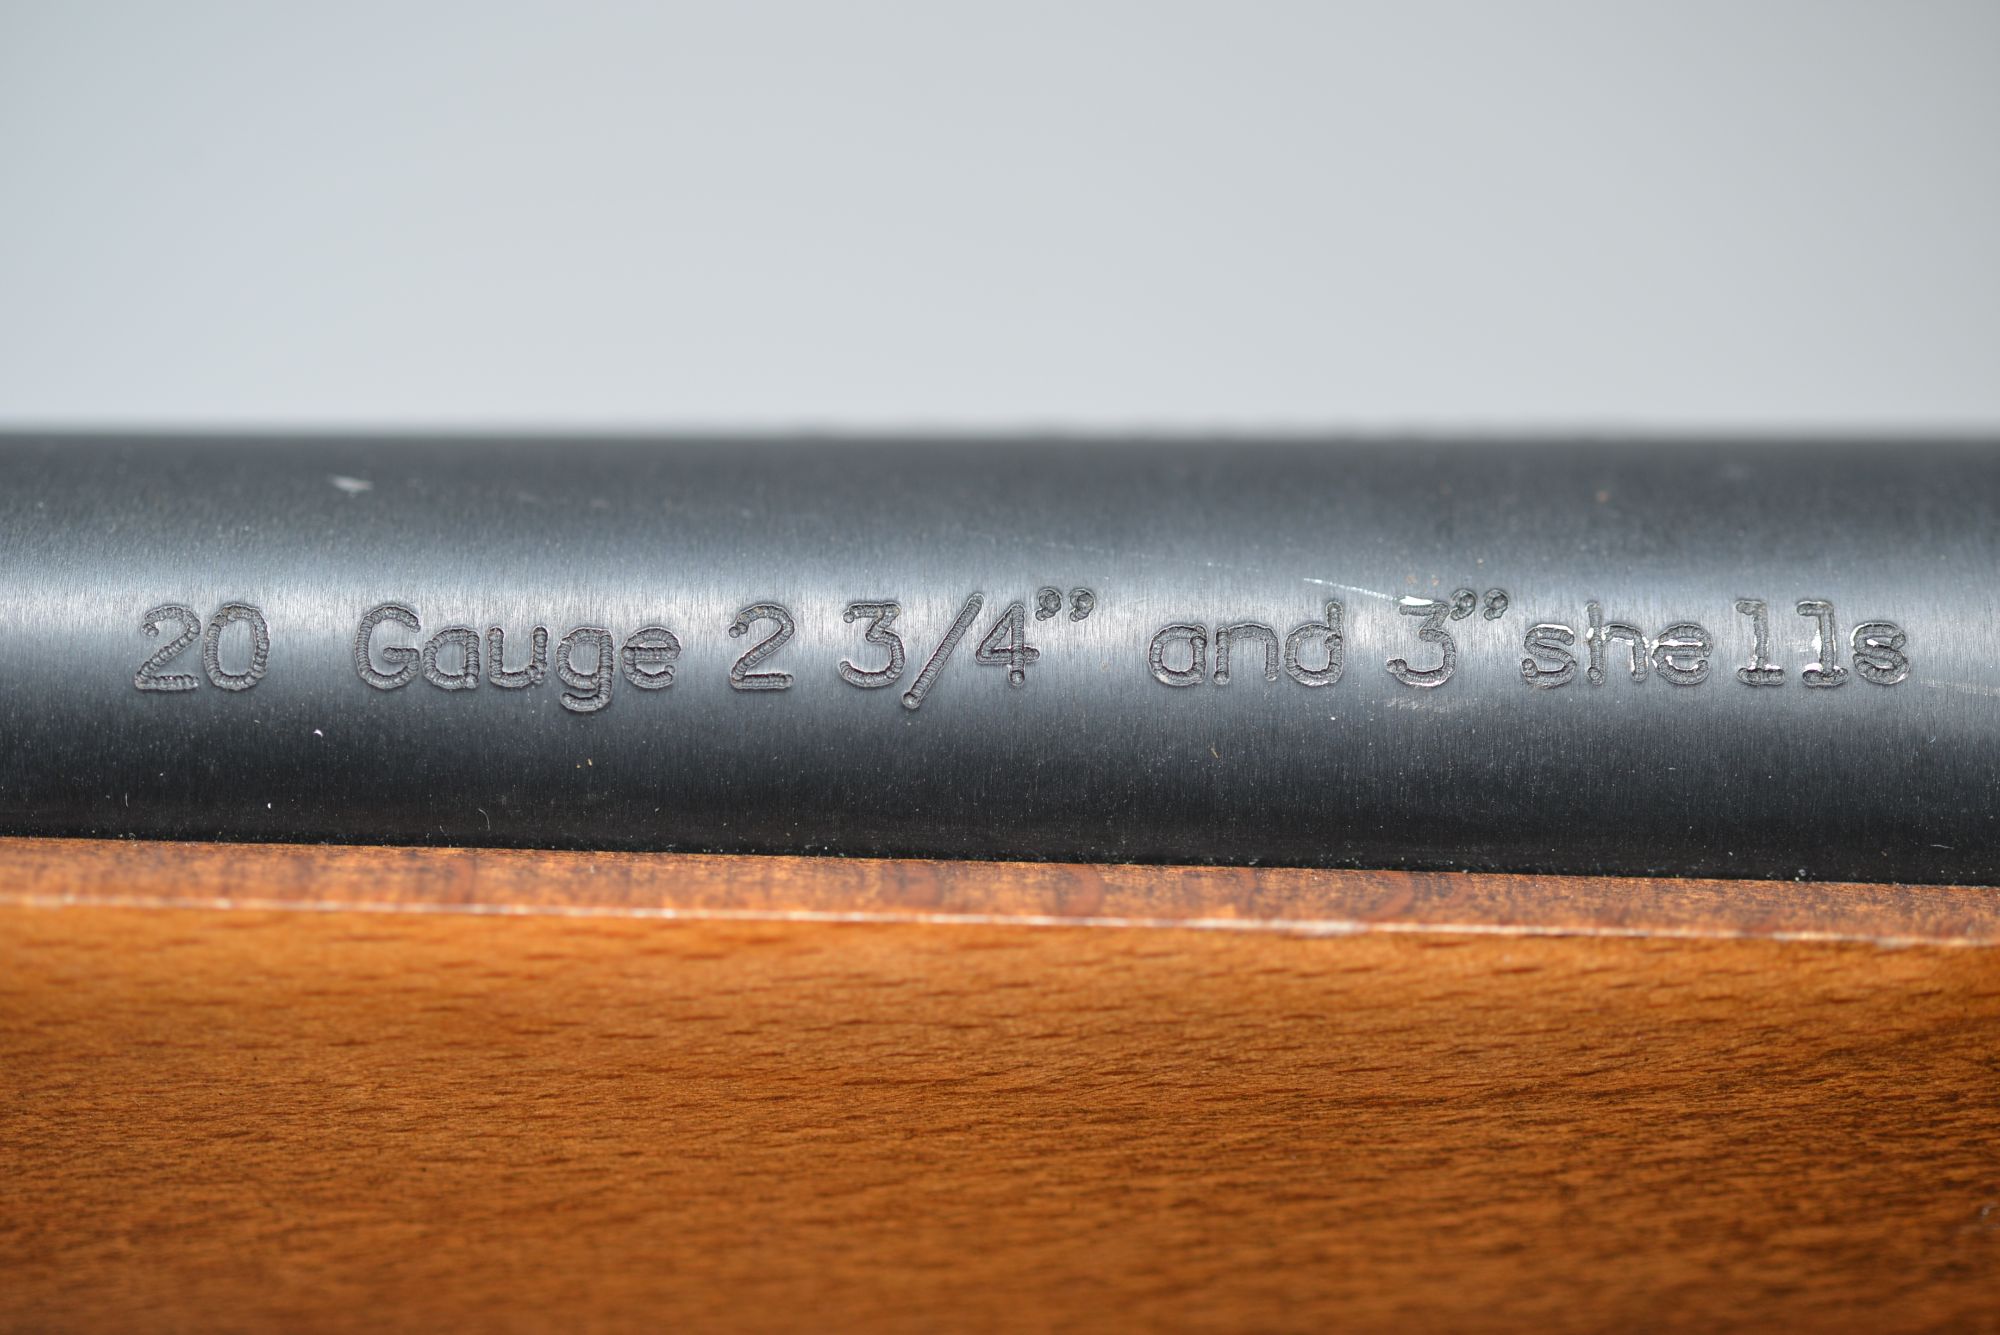 20 Gauge 2 3/4” and 3” shells